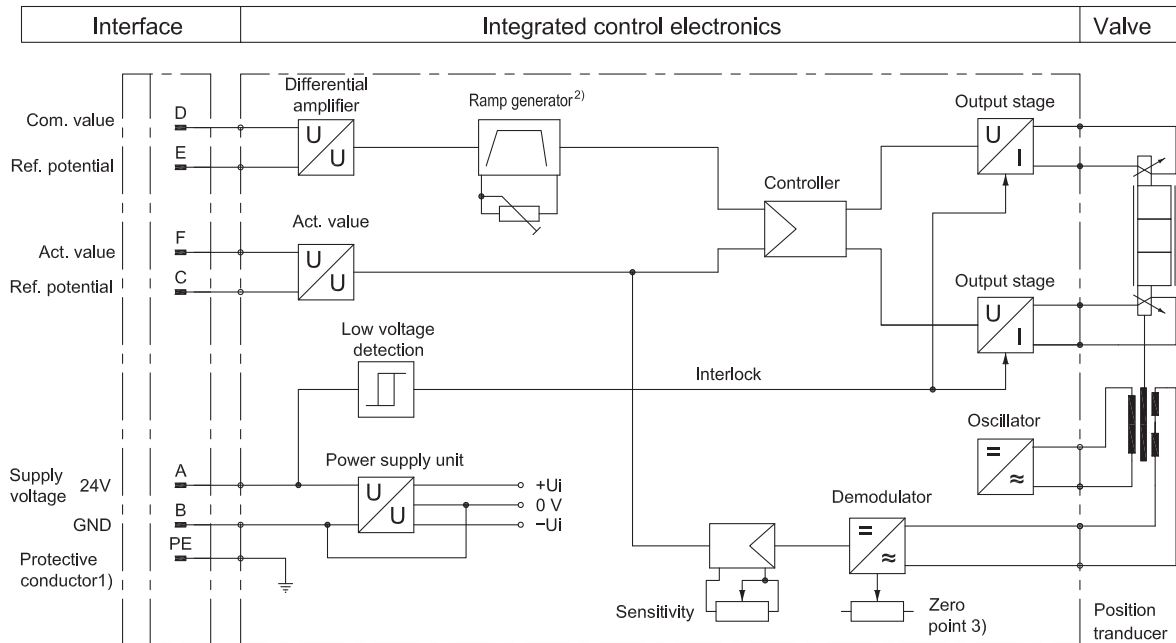 Interface
Integrated control electronics
Valve
Differential
amplifier
Ramp generator2)
Output stage
Com. value
D
U
U
U
I
Ref. potential
E
Controller
Act. value
Act. value
F
U
U
Ref. potential
C
Output stage
U
I
Low voltage
detection
Interlock
Oscillator
=
≈
Supply
voltage
24V
A
Power supply unit
U
U
+Ui
0 V
–Ui
GND
B
Demodulator
=
≈
PE
Protective
conductor1)
Sensitivity
Zero
point 3)
Position
tranducer